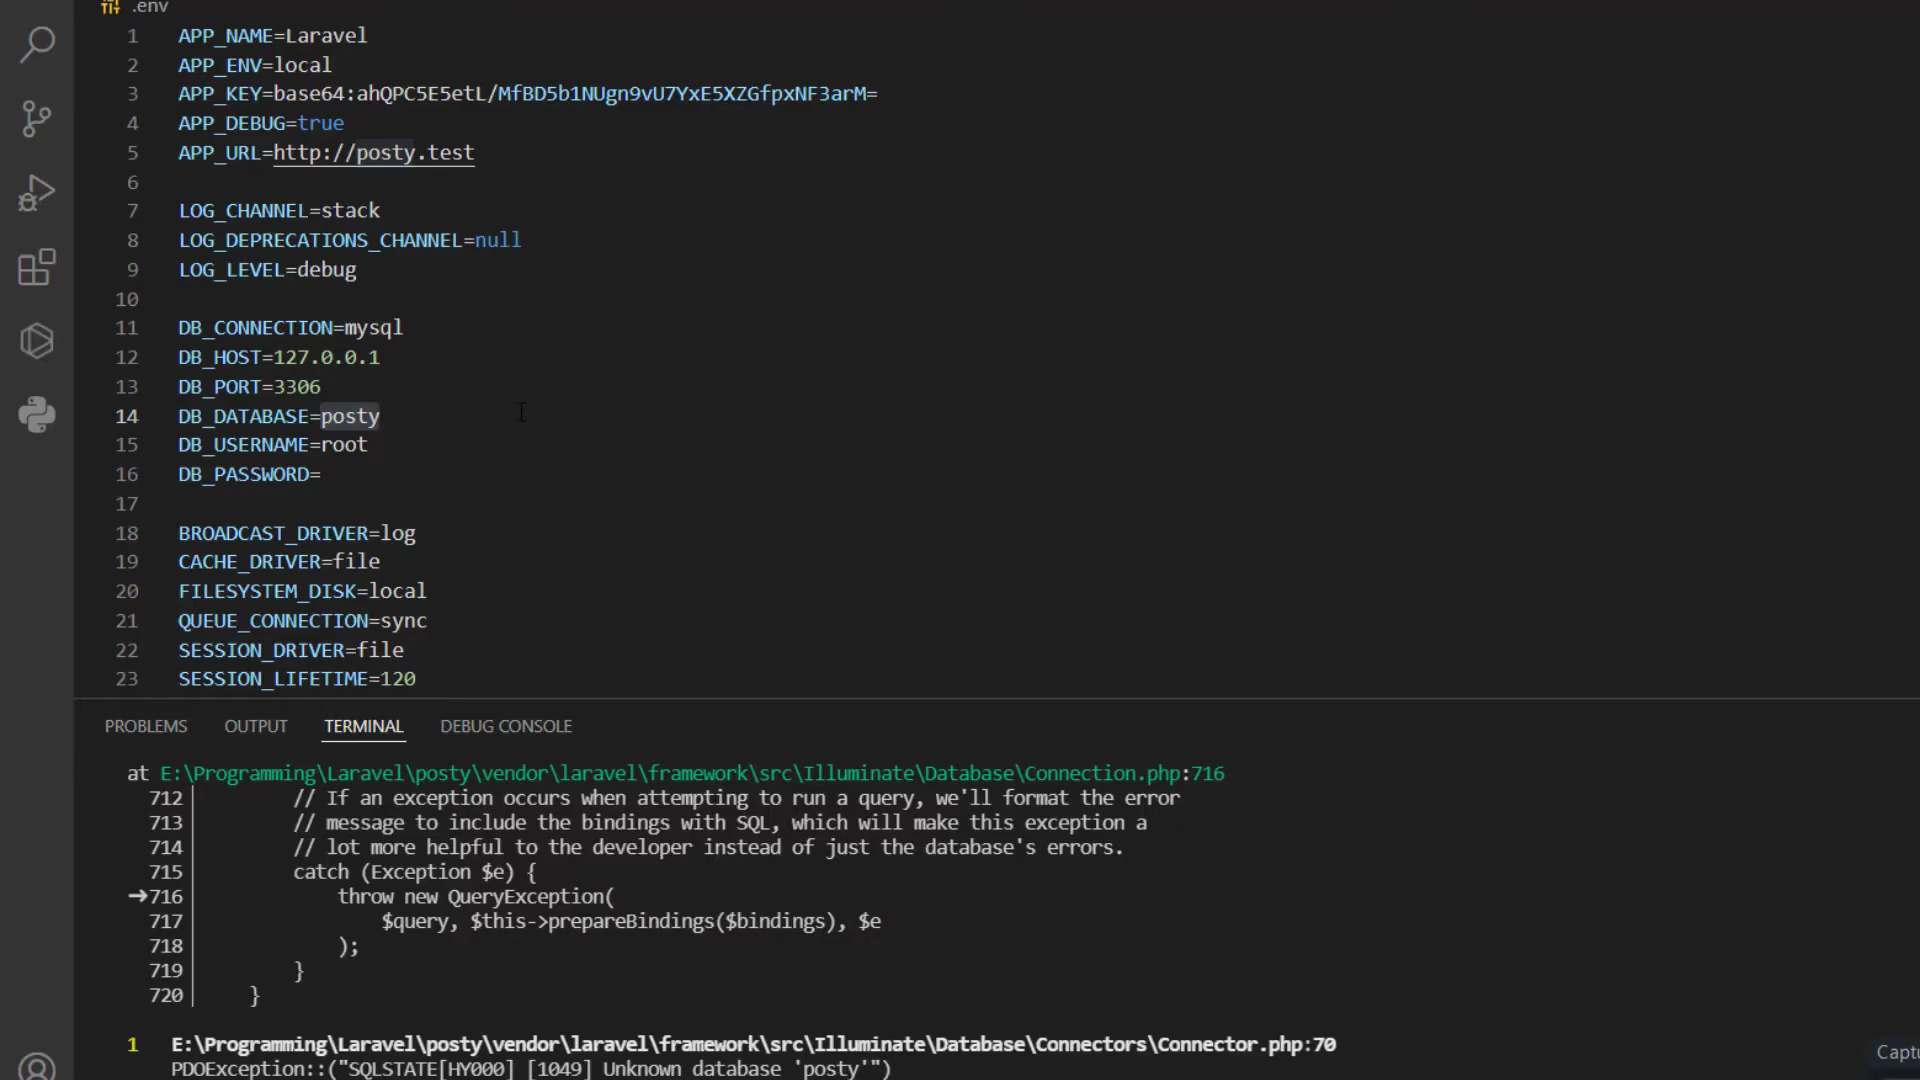 .env
1 APP_NAME=Laravel
2 APP_ENV=local
3 APP_KEY=base64:ahQPC5E5etL/MfBD5b1NUgn9vU7YxE5XZGfpxNF3arM=
4 APP_DEBUG=true
5 APP_URL=http://posty.test
6
7 LOG_CHANNEL=stack
8 LOG_DEPRECATIONS_CHANNEL=null
9 LOG_LEVEL=debug
10
11 DB_CONNECTION=mysql
12 DB_HOST=127.0.0.1
13 DB_PORT=3306
14 DB_DATABASE=posty
15 DB_USERNAME=root
16 DB_PASSWORD=
17
18 BROADCAST_DRIVER=log
19 CACHE_DRIVER=file
20 FILESYSTEM_DISK=local
21 QUEUE_CONNECTION=sync
22 SESSION_DRIVER=file
23 SESSION_LIFETIME=120
PROBLEMS OUTPUT TERMINAL DEBUG CONSOLE
at E:\Programming\Laravel\posty\vendor\laravel\framework\src\Illuminate\Database\Connection.php:716
712 // If an exception occurs when attempting to run a query, we'll format the error
713 // message to include the bindings with SQL, which will make this exception a
714 // lot more helpful to the developer instead of just the database's errors.
715 catch (Exception $e) {
➜716 throw new QueryException(
717 $query, $this->prepareBindings($bindings), $e
718 );
719 }
720 }
1 E:\Programming\Laravel\posty\vendor\laravel\framework\src\Illuminate\Database\Connectors\Connector.php:70
PDOException::("SQLSTATE[HY000] [1049] Unknown database 'posty'")
Captu